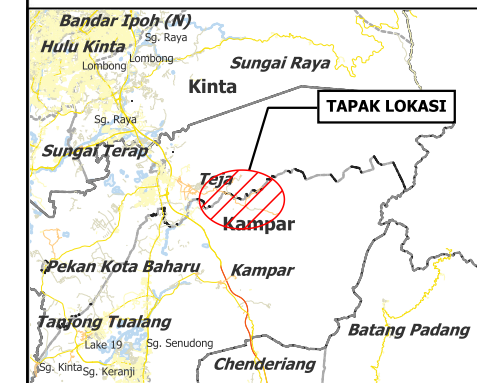 Bandar Ipoh (N)
Sg. Raya
Hulu Kinta
Lombong
Lombong
Sungai Raya
Kinta
TAPAK LOKASI
Sg. Raya
Sungai Terap
Teja
Kampar
Pekan Kota Baharu
Kampar
Tanjong Tualang
Batang Padang
Lake 19
Sg. Senudong
Sg. Kinta
Sg. Keranji
Chenderiang